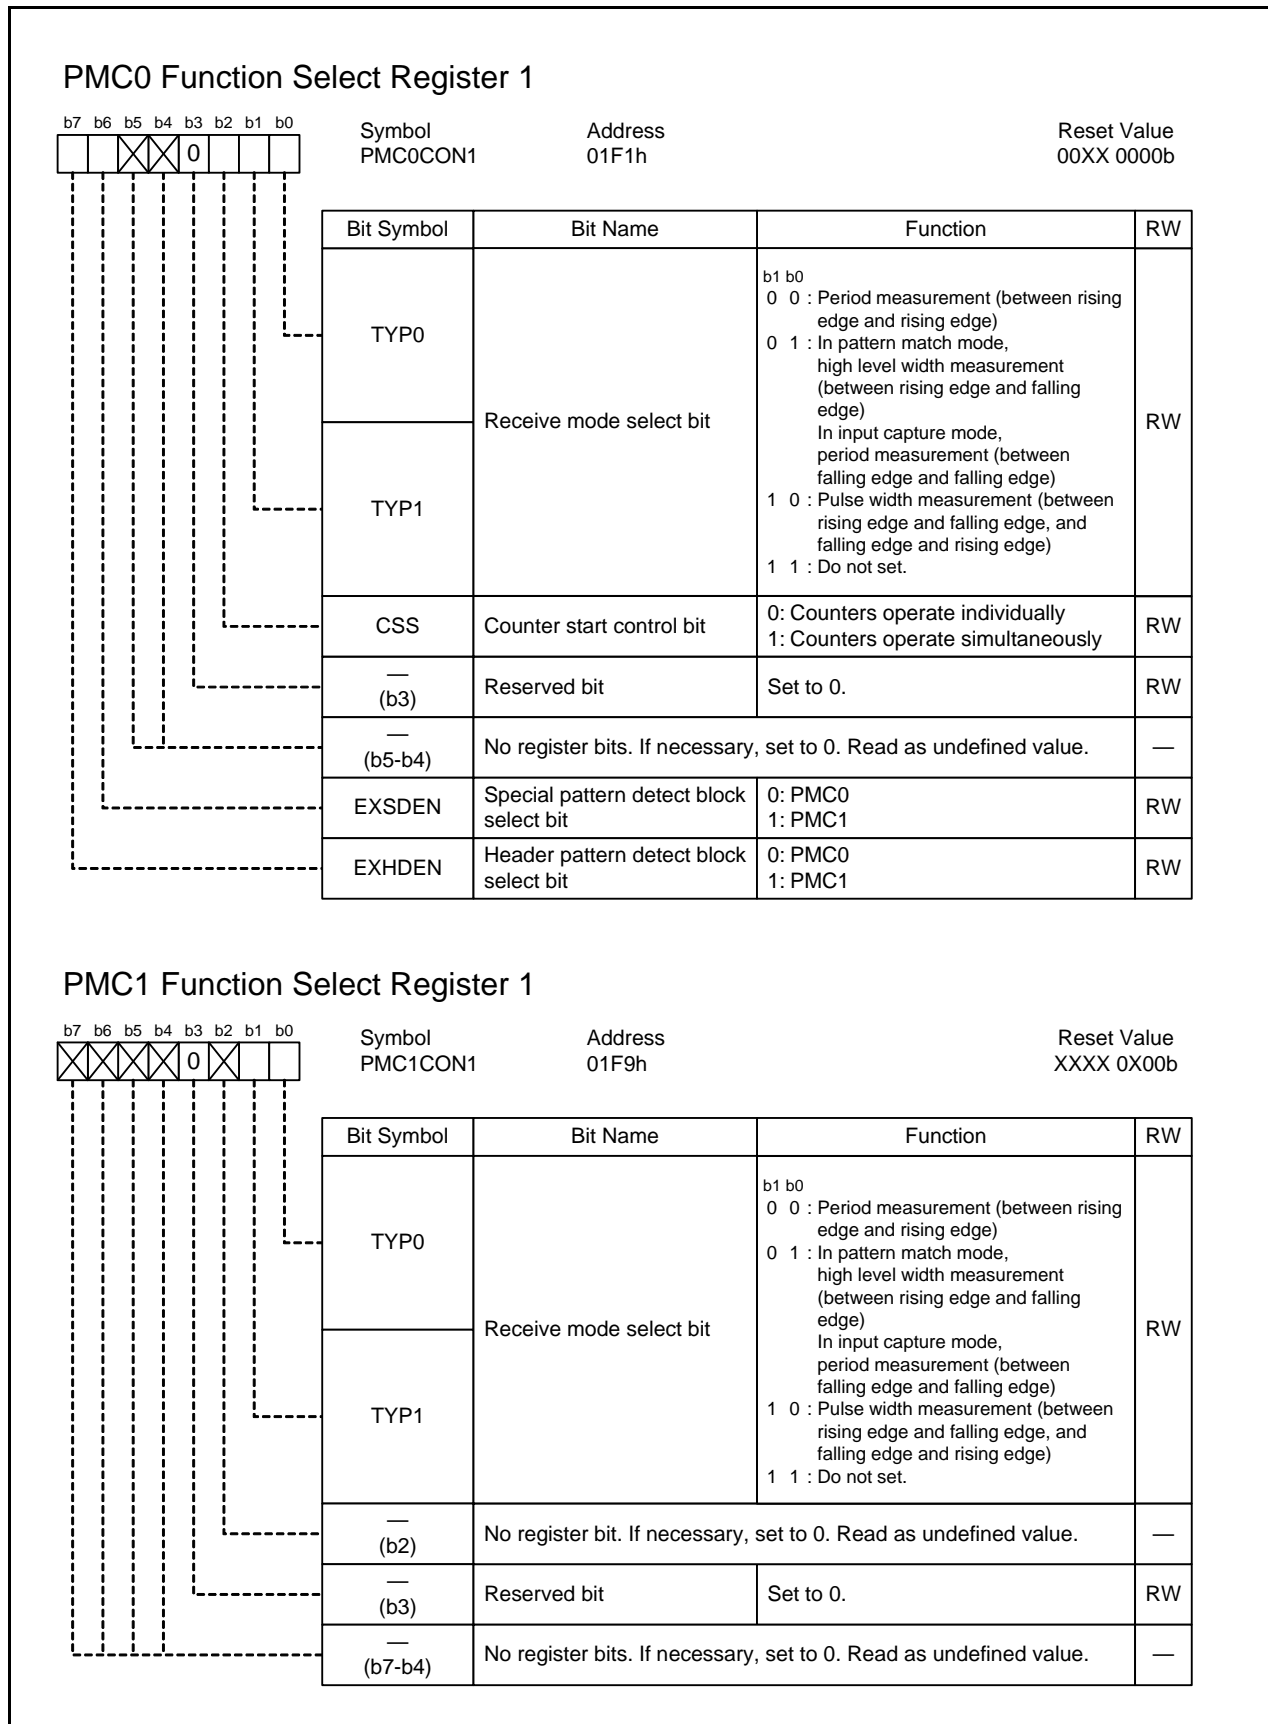 PMC0 Function Select Register 1
b7 b6 b5 b4 b3 b2 b1 b0
0
Symbol Address Reset Value
PMC0CON1 01F1h 00XX 0000b
Bit Symbol Bit Name Function RW
TYP0
TYP1
Receive mode select bit
b1 b0
0 0 : Period measurement (between rising
edge and rising edge)
0 1 : In pattern match mode,
high level width measurement
(between rising edge and falling
edge)
In input capture mode,
period measurement (between
falling edge and falling edge)
1 0 : Pulse width measurement (between
rising edge and falling edge, and
falling edge and rising edge)
1 1 : Do not set.
RW
CSS Counter start control bit
0: Counters operate individually
1: Counters operate simultaneously
RW
—
(b3)
Reserved bit Set to 0. RW
—
(b5-b4)
No register bits. If necessary, set to 0. Read as undefined value. —
EXSDEN
Special pattern detect block
select bit
0: PMC0
1: PMC1
RW
EXHDEN
Header pattern detect block
select bit
0: PMC0
1: PMC1
RW
PMC1 Function Select Register 1
b7 b6 b5 b4 b3 b2 b1 b0
0
Symbol Address Reset Value
PMC1CON1 01F9h XXXX 0X00b
Bit Symbol Bit Name Function RW
TYP0
TYP1
Receive mode select bit
b1 b0
0 0 : Period measurement (between rising
edge and rising edge)
0 1 : In pattern match mode,
high level width measurement
(between rising edge and falling
edge)
In input capture mode,
period measurement (between
falling edge and falling edge)
1 0 : Pulse width measurement (between
rising edge and falling edge, and
falling edge and rising edge)
1 1 : Do not set.
RW
—
(b2)
No register bit. If necessary, set to 0. Read as undefined value. —
—
(b3)
Reserved bit Set to 0. RW
—
(b7-b4)
No register bits. If necessary, set to 0. Read as undefined value. —